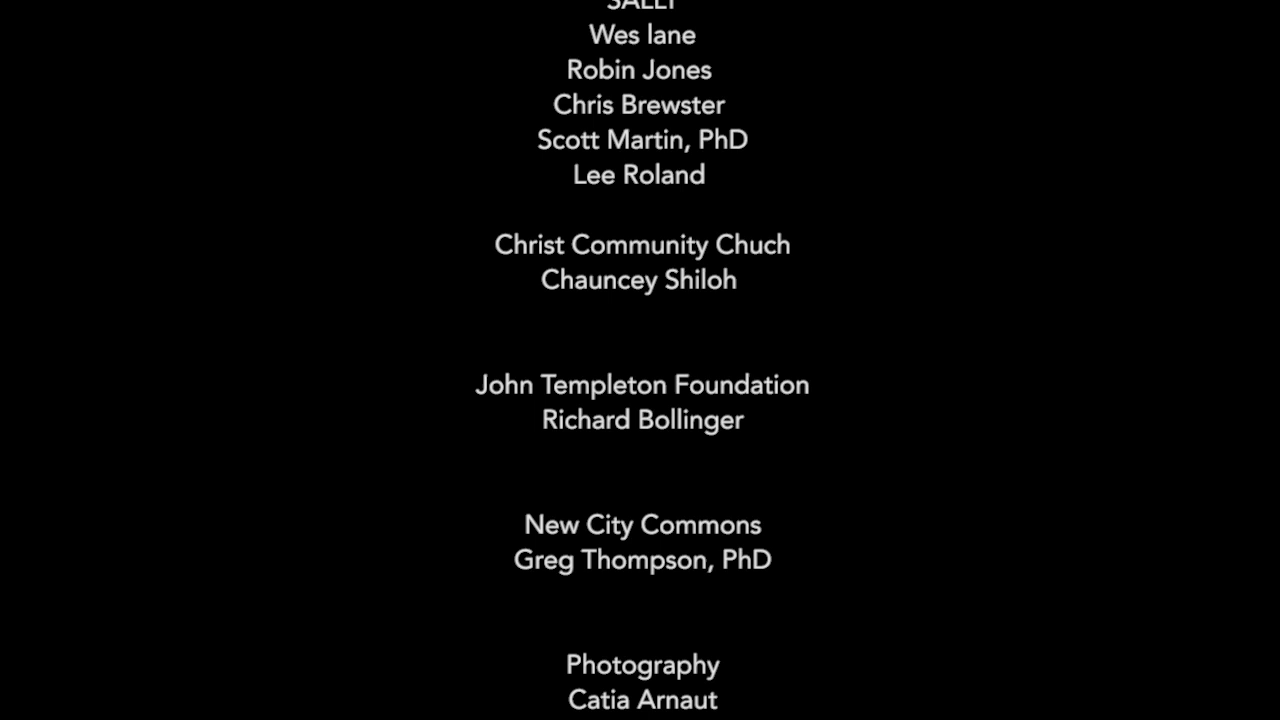 SALLT
Wes lane
Robin Jones
Chris Brewster
Scott Martin, PhD
Lee Roland
Christ Community Chuch
Chauncey Shiloh
John Templeton Foundation
Richard Bollinger
New City Commons
Greg Thompson, PhD
Photography
Catia Arnaut